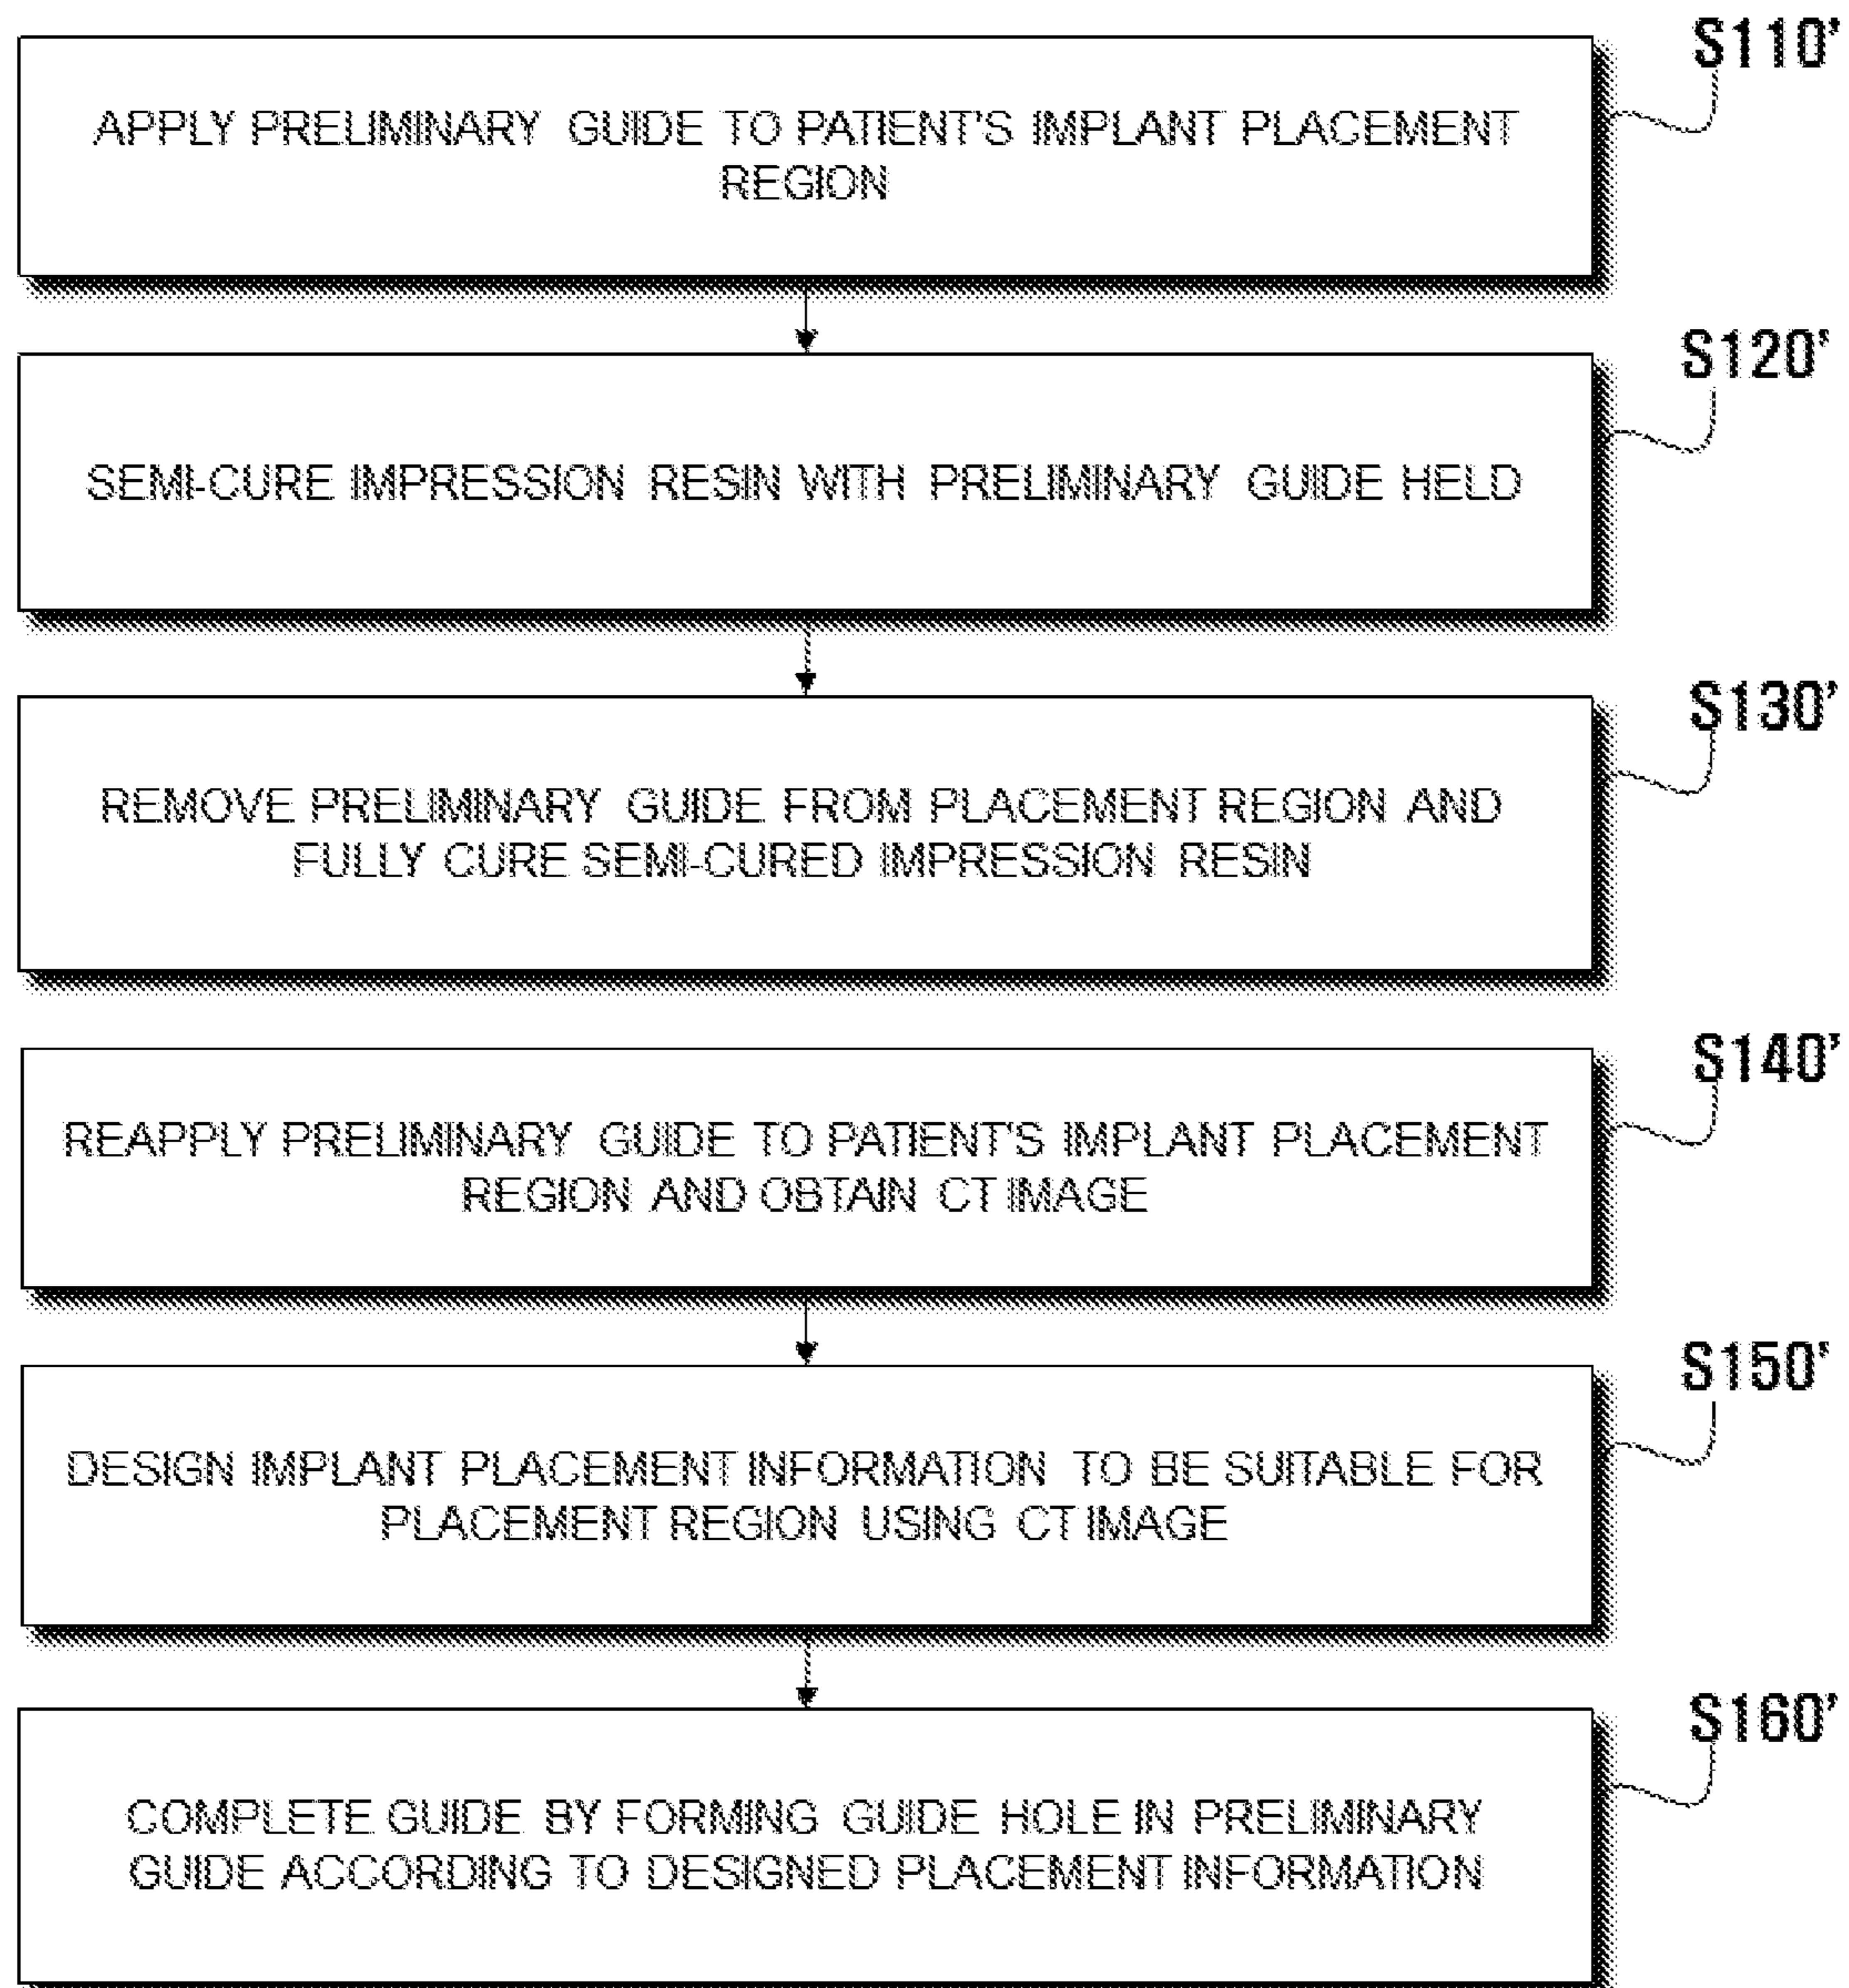 S110'
APPLY PRELIMINARY GUIDE TO PATIENT'S IMPLANT PLACEMENT
REGION
S120'
SEMI-CURE IMPRESSION RESIN WITH PRELIMINARY GUIDE HELD
S130'
REMOVE PRELIMINARY GUIDE FROM PLACEMENT REGION AND
FULLY CURE SEMI-CURED IMPRESSION RESIN
S140'
REAPPLY PRELIMINARY GUIDE TO PATIENT'S IMPLANT PLACEMENT
REGION AND OBTAIN CT IMAGE
S150'
DESIGN IMPLANT PLACEMENT INFORMATION TO BE SUITABLE FOR
PLACEMENT REGION USING CT IMAGE
S160'
COMPLETE GUIDE BY FORMING GUIDE HOLE IN PRELIMINARY
GUIDE ACCORDING TO DESIGNED PLACEMENT INFORMATION